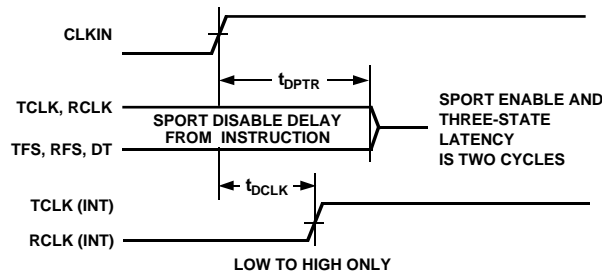 CLKIN
tDPTR
TCLK, RCLK
SPORT DISABLE DELAY
FROM INSTRUCTION
TFS, RFS, DT
SPORT ENABLE AND
THREE-STATE
LATENCY
IS TWO CYCLES
tDCLK
TCLK (INT)
RCLK (INT)
LOW TO HIGH ONLY